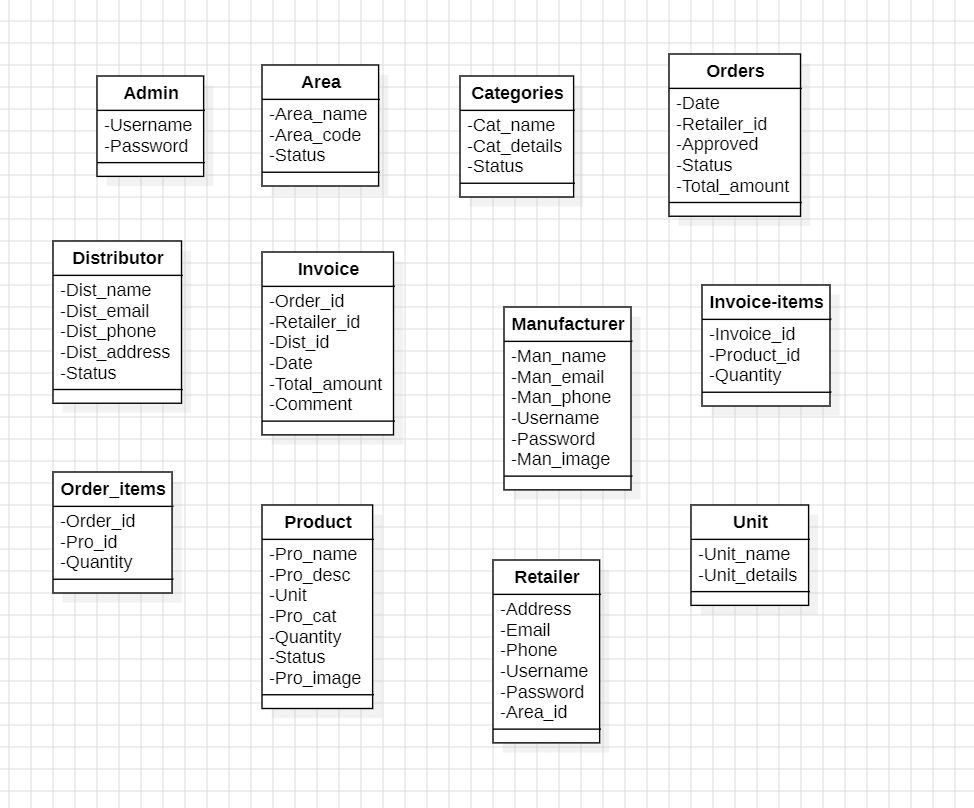 Admin
-Username
-Password
Area
-Area_name
-Area_code
-Status
Categories
-Cat_name
-Cat_details
-Status
Orders
-Date
-Retailer_id
-Approved
-Status
-Total_amount
Distributor
-Dist_name
-Dist_email
-Dist_phone
-Dist_address
-Status
Invoice
-Order_id
-Retailer_id
-Dist_id
-Date
-Total_amount
-Comment
Manufacturer
-Man_name
-Man_email
-Man_phone
-Username
-Password
-Man_image
Invoice-items
-Invoice_id
-Product_id
-Quantity
Order_items
-Order_id
-Pro_id
-Quantity
Product
-Pro_name
-Pro_desc
-Unit
-Pro_cat
-Quantity
-Status
-Pro_image
Retailer
-Address
-Email
-Phone
-Username
-Password
-Area_id
Unit
-Unit_name
-Unit_details